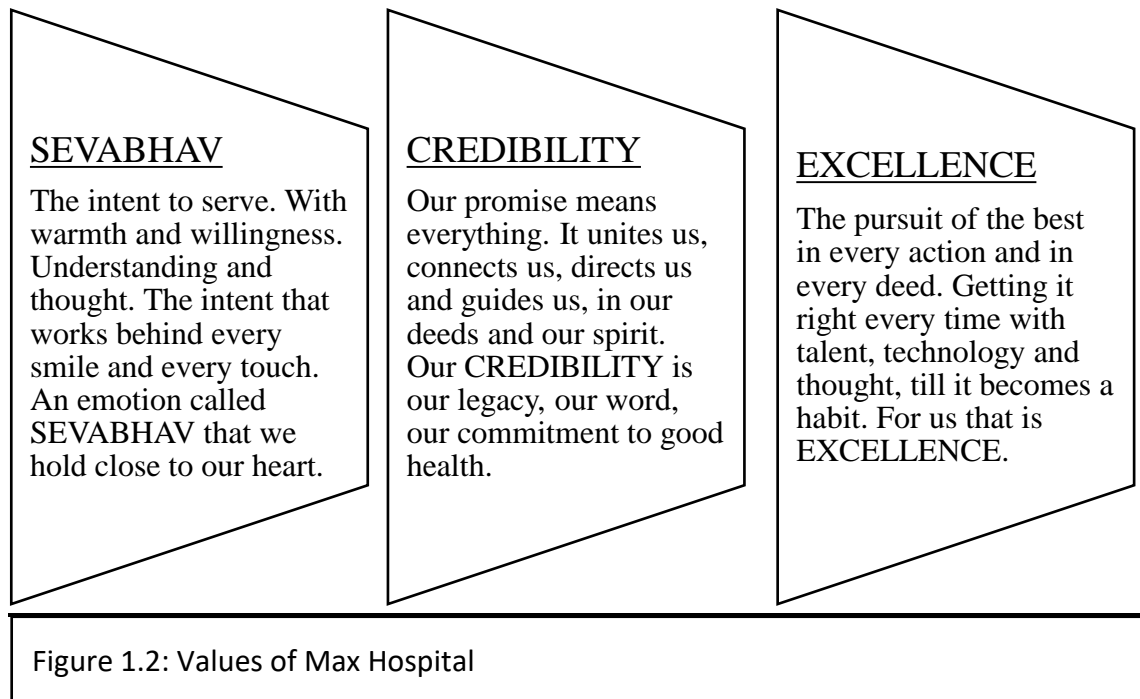 SEVABHAV
The intent to serve. With
warmth and willingness.
Understanding and
thought. The intent that
works behind every
smile and every touch.
An emotion called
SEVABHAV that we
hold close to our heart.
CREDIBILITY
Our promise means
everything. It unites us,
connects us, directs us
and guides us, in our
deeds and our spirit.
Our CREDIBILITY is
our legacy, our word,
our commitment to good
health.
EXCELLENCE
The pursuit of the best
in every action and in
every deed. Getting it
right every time with
talent, technology and
thought, till it becomes a
habit. For us that is
EXCELLENCE.
Figure 1.2: Values of Max Hospital